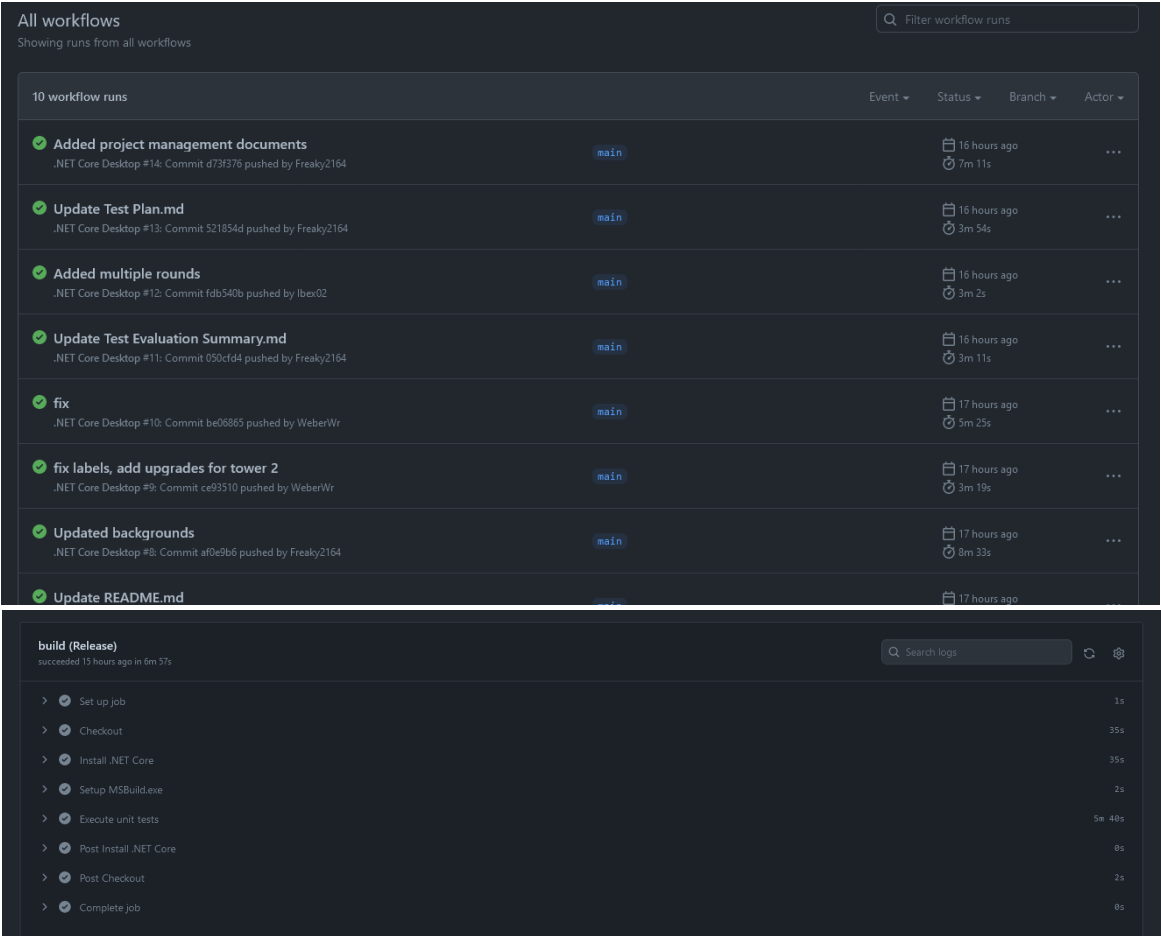 All workflows
Filter workflow runs
Showing runs from all workflows
10 workflow runs
Event
Status
Branch
Actor
Added project management documents
.NET Core Desktop #14: Commit d73f376 pushed by Freaky2164
main
16 hours ago
7m 11s
Update Test Plan.md
.NET Core Desktop #13: Commit 521854d pushed by Freaky2164
main
16 hours ago
3m 54s
Added multiple rounds
.NET Core Desktop #12: Commit fdb540b pushed by Ibex02
main
16 hours ago
3m 2s
Update Test Evaluation Summary.md
.NET Core Desktop #11: Commit 050cfd4 pushed by Freaky2164
main
16 hours ago
3m 11s
fix
.NET Core Desktop #10: Commit be06865 pushed by WeberWr
main
17 hours ago
5m 25s
fix labels, add upgrades for tower 2
.NET Core Desktop #9: Commit ce93510 pushed by WeberWr
main
17 hours ago
3m 19s
Updated backgrounds
.NET Core Desktop #8: Commit af0e9b6 pushed by Freaky2164
main
17 hours ago
8m 33s
Update README.md
main
17 hours ago
build (Release)
succeeded 15 hours ago in 6m 57s
Search logs
Set up job
1s
Checkout
35s
Install .NET Core
35s
Setup MSBuild.exe
2s
Execute unit tests
5m 40s
Post Install .NET Core
0s
Post Checkout
2s
Complete job
0s